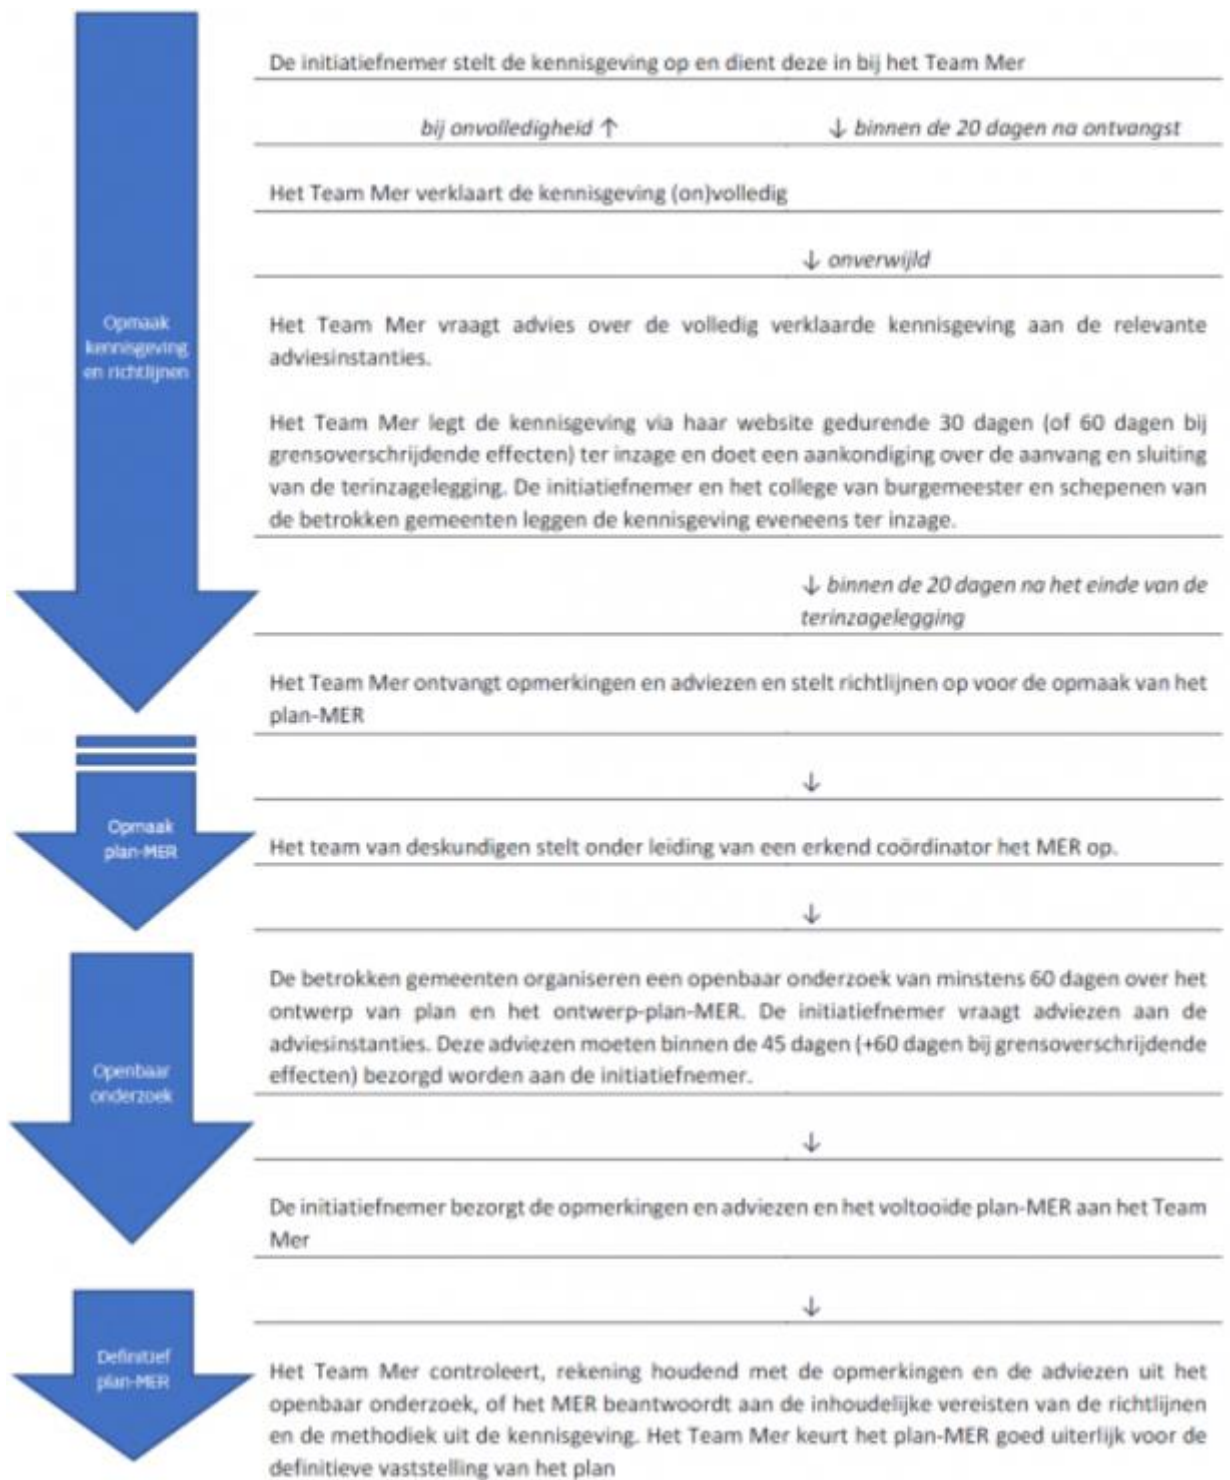 De initiatiefnemer stelt de kennisgeving op en dient deze in bij het Team Mer
bij onvolledigheid ↑
↓ binnen de 20 dagen na ontvangst
Het Team Mer verklaart de kennisgeving (on)volledig
↓ onverwijld
Opmaak
kennisgeving
en richtlijnen
Het Team Mer vraagt advies over de volledig verklaarde kennisgeving aan de relevante
adviesinstanties.
Het Team Mer legt de kennisgeving via haar website gedurende 30 dagen (of 60 dagen bij
grensoverschrijdende effecten) ter inzage en doet een aankondiging over de aanvang en sluiting
van de terinzagelegging. De initiatiefnemer en het college van burgemeester en schepenen van
de betrokken gemeenten leggen de kennisgeving eveneens ter inzage.
↓ binnen de 20 dagen na het einde van de
terinzagelegging
Het Team Mer ontvangt opmerkingen en adviezen en stelt richtlijnen op voor de opmaak van het
plan-MER
↓
Opmaak
plan-MER
Het team van deskundigen stelt onder leiding van een erkend coördinator het MER op.
↓
Openbaar
onderzoek
De betrokken gemeenten organiseren een openbaar onderzoek van minstens 60 dagen over het
ontwerp van plan en het ontwerp-plan-MER. De initiatiefnemer vraagt adviezen aan de
adviesinstanties. Deze adviezen moeten binnen de 45 dagen (+60 dagen bij grensoverschrijdende
effecten) bezorgd worden aan de initiatiefnemer.
↓
De initiatiefnemer bezorgt de opmerkingen en adviezen en het voltooide plan-MER aan het Team
Mer
↓
Definitief
plan-MER
Het Team Mer controleert, rekening houdend met de opmerkingen en de adviezen uit het
openbaar onderzoek, of het MER beantwoordt aan de inhoudelijke vereisten van de richtlijnen
en de methodiek uit de kennisgeving. Het Team Mer keurt het plan-MER goed uiterlijk voor de
definitieve vaststelling van het plan